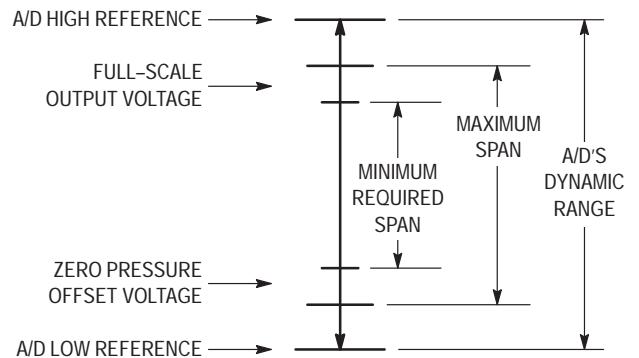 A/D HIGH REFERENCE
FULL–SCALE
OUTPUT VOLTAGE
MAXIMUM
SPAN
A/D'S
DYNAMIC
RANGE
MINIMUM
REQUIRED
SPAN
ZERO PRESSURE
OFFSET VOLTAGE
A/D LOW REFERENCE